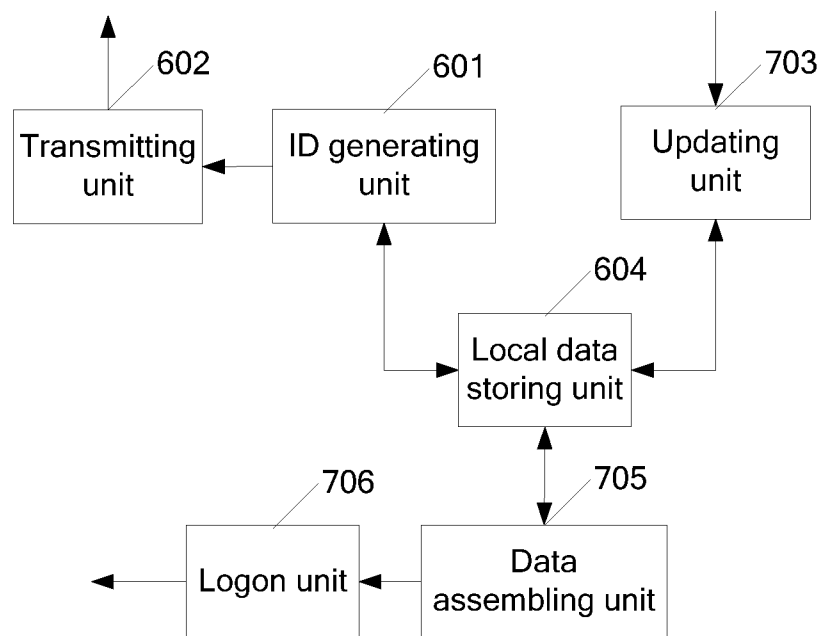 602
601
703
Transmitting
unit
ID generating
unit
Updating
unit
604
Local data
storing unit
706
705
Logon unit
Data
assembling unit